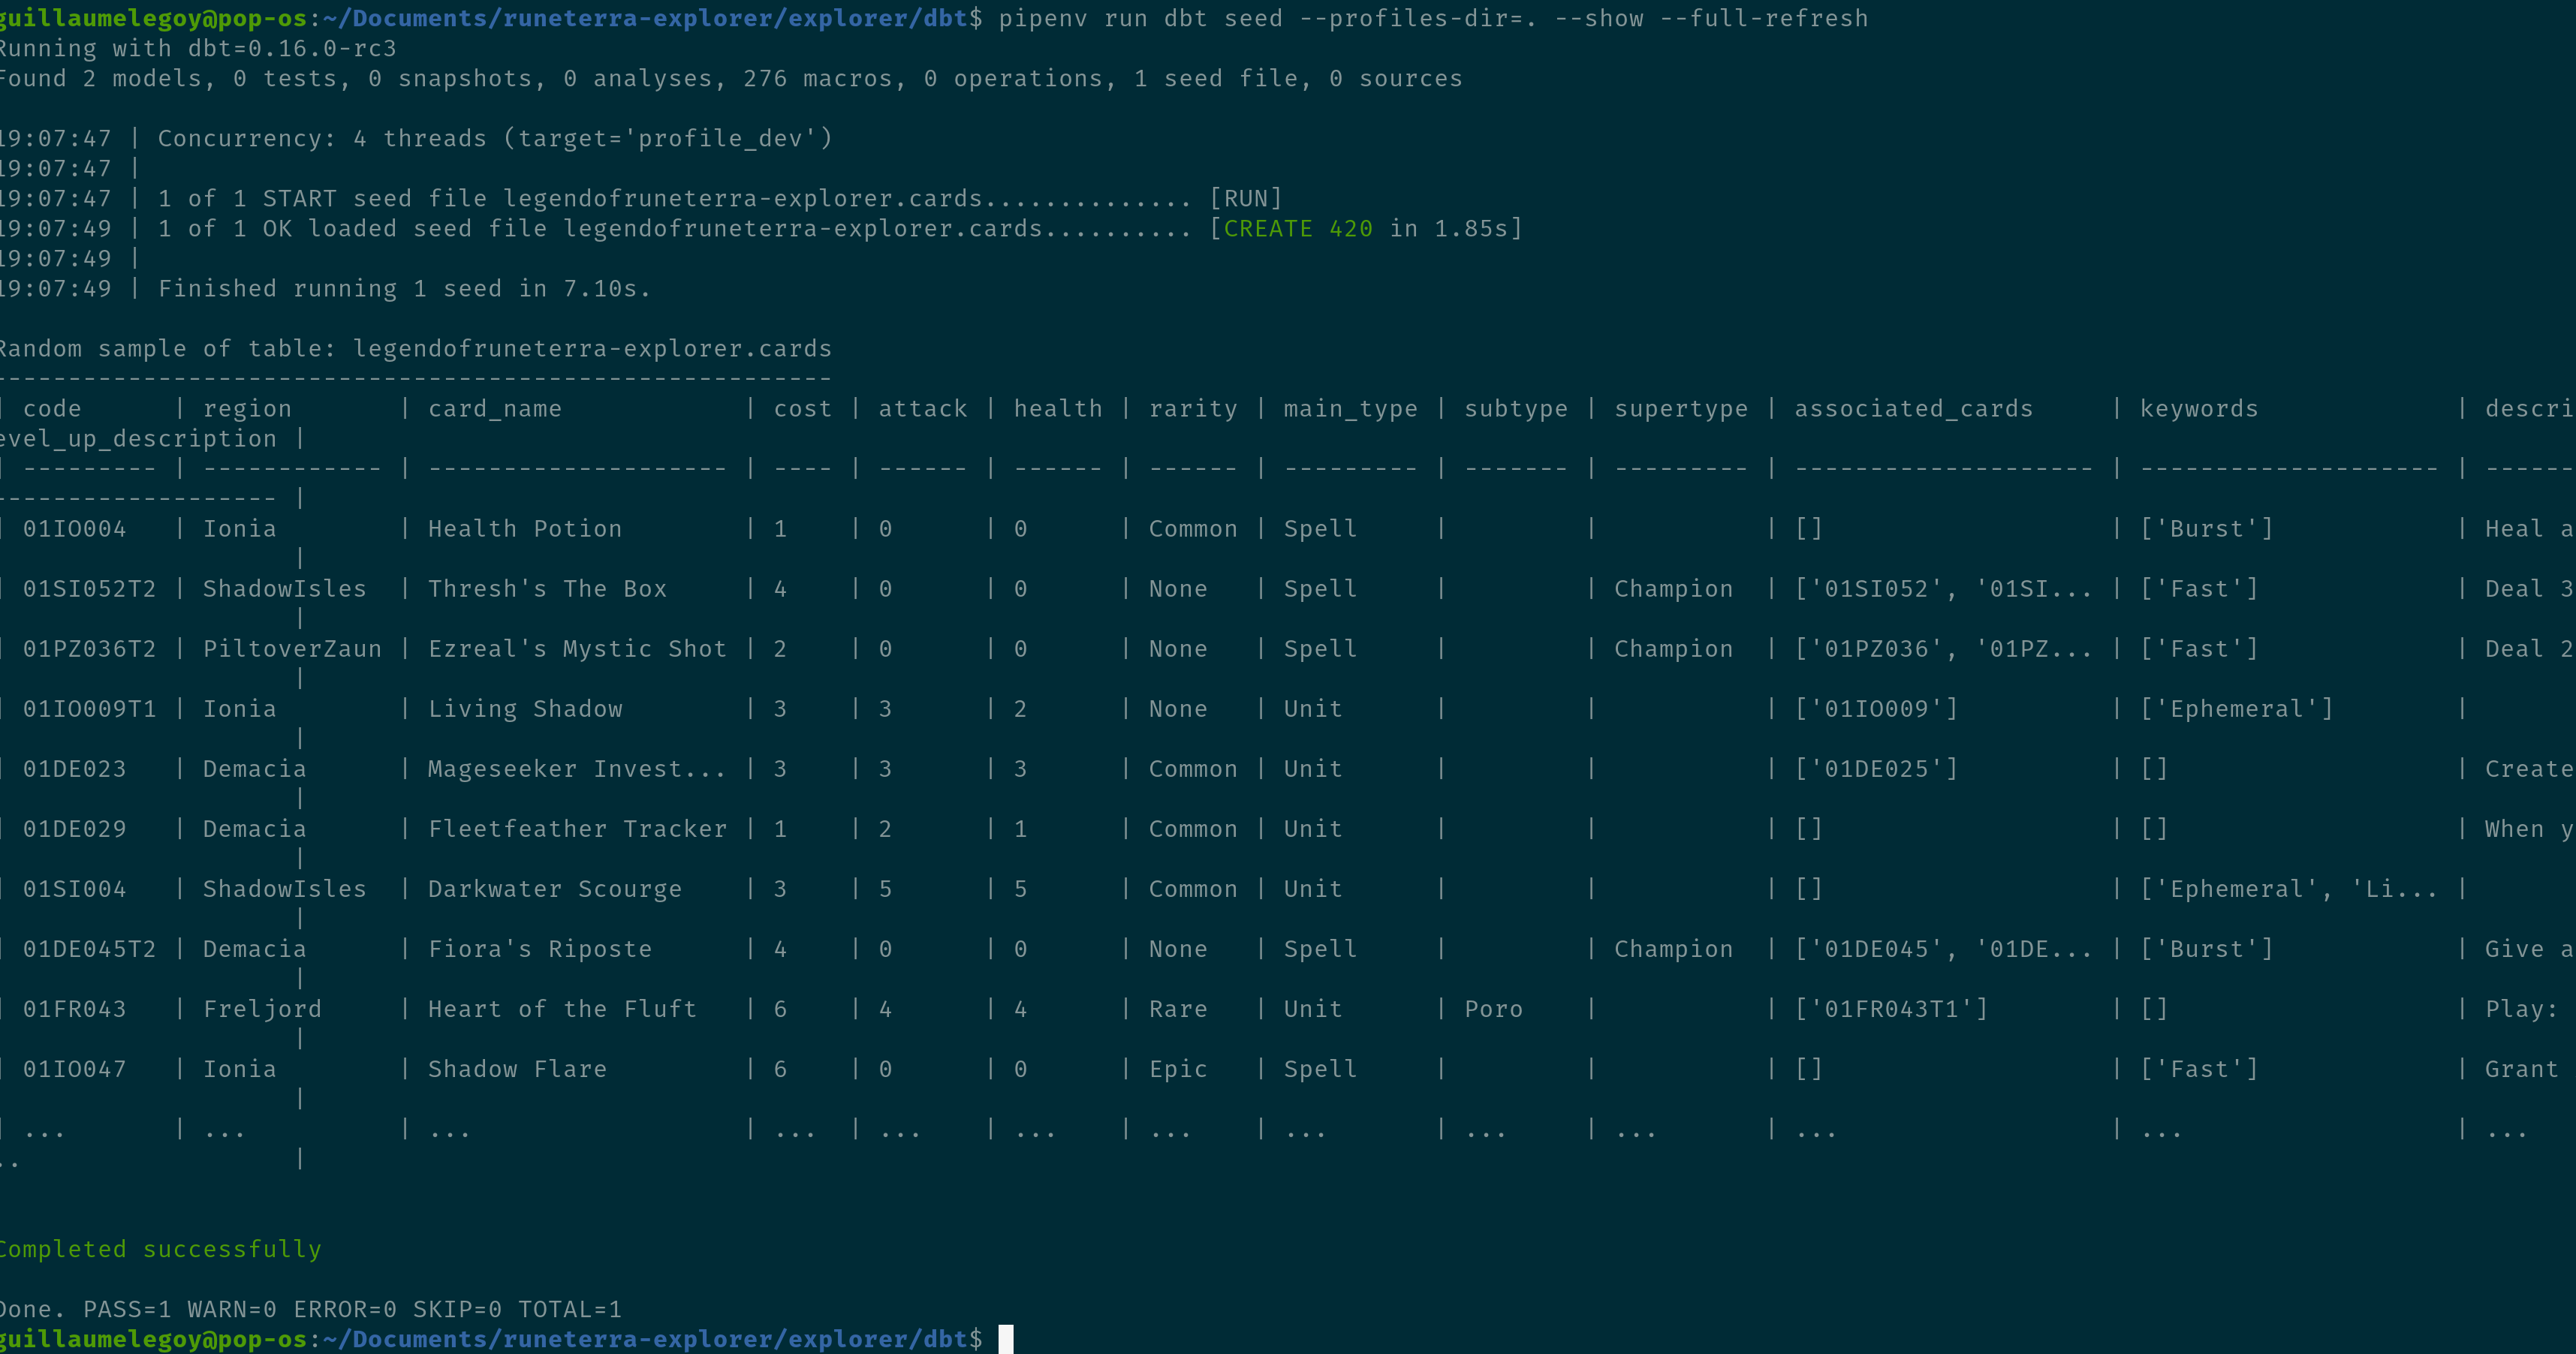 guillaumelegoy@pop-os:~/Documents/runeterra-explorer/explorer/dbt$ pipenv run dbt seed --profiles-dir=. --show --full-refresh
Running with dbt=0.16.0-rc3
Found 2 models, 0 tests, 0 snapshots, 0 analyses, 276 macros, 0 operations, 1 seed file, 0 sources
19:07:47 | Concurrency: 4 threads (target='profile_dev')
19:07:47 |
19:07:47 | 1 of 1 START seed file legendofruneterra-explorer.cards.............. [RUN]
19:07:49 | 1 of 1 OK loaded seed file legendofruneterra-explorer.cards.......... [CREATE 420 in 1.85s]
19:07:49 |
19:07:49 | Finished running 1 seed in 7.10s.
Random sample of table: legendofruneterra-explorer.cards
--------------------------------------------------------
| code      | region       | card_name            | cost | attack | health | rarity | main_type | subtype | supertype | associated_cards     | keywords             | descri
evel_up_description |
| --------- | ------------ | -------------------- | ---- | ------ | ------ | ------ | --------- | ------- | --------- | -------------------- | -------------------- | ------
------------------- |
| 01IO004   | Ionia        | Health Potion        | 1    | 0      | 0      | Common | Spell     |         |           | []                   | ['Burst']            | Heal a
|
| 01SI052T2 | ShadowIsles  | Thresh's The Box     | 4    | 0      | 0      | None   | Spell     |         | Champion  | ['01SI052', '01SI... | ['Fast']             | Deal 3
|
| 01PZ036T2 | PiltoverZaun | Ezreal's Mystic Shot | 2    | 0      | 0      | None   | Spell     |         | Champion  | ['01PZ036', '01PZ... | ['Fast']             | Deal 2
|
| 01IO009T1 | Ionia        | Living Shadow        | 3    | 3      | 2      | None   | Unit      |         |           | ['01IO009']          | ['Ephemeral']        |
|
| 01DE023   | Demacia      | Mageseeker Invest... | 3    | 3      | 3      | Common | Unit      |         |           | ['01DE025']          | []                   | Create
|
| 01DE029   | Demacia      | Fleetfeather Tracker | 1    | 2      | 1      | Common | Unit      |         |           | []                   | []                   | When y
|
| 01SI004   | ShadowIsles  | Darkwater Scourge    | 3    | 5      | 5      | Common | Unit      |         |           | []                   | ['Ephemeral', 'Li... |
|
| 01DE045T2 | Demacia      | Fiora's Riposte      | 4    | 0      | 0      | None   | Spell     |         | Champion  | ['01DE045', '01DE... | ['Burst']            | Give a
|
| 01FR043   | Freljord     | Heart of the Fluft   | 6    | 4      | 4      | Rare   | Unit      | Poro    |           | ['01FR043T1']        | []                   | Play:
|
| 01IO047   | Ionia        | Shadow Flare         | 6    | 0      | 0      | Epic   | Spell     |         |           | []                   | ['Fast']             | Grant
|
| ...       | ...          | ...                  | ...  | ...    | ...    | ...    | ...       | ...     | ...       | ...                  | ...                  | ...
..                  |
Completed successfully
Done. PASS=1 WARN=0 ERROR=0 SKIP=0 TOTAL=1
guillaumelegoy@pop-os:~/Documents/runeterra-explorer/explorer/dbt$